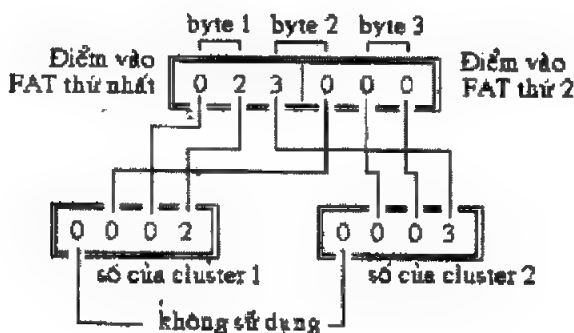 byte 1 byte 2 byte 3
Điểm vào
FAT thứ nhất
0 2 3 0 0 0
Điểm vào
FAT thứ 2
0 0 0 2
0 0 0 3
số của cluster 1
số của cluster 2
không sử dụng